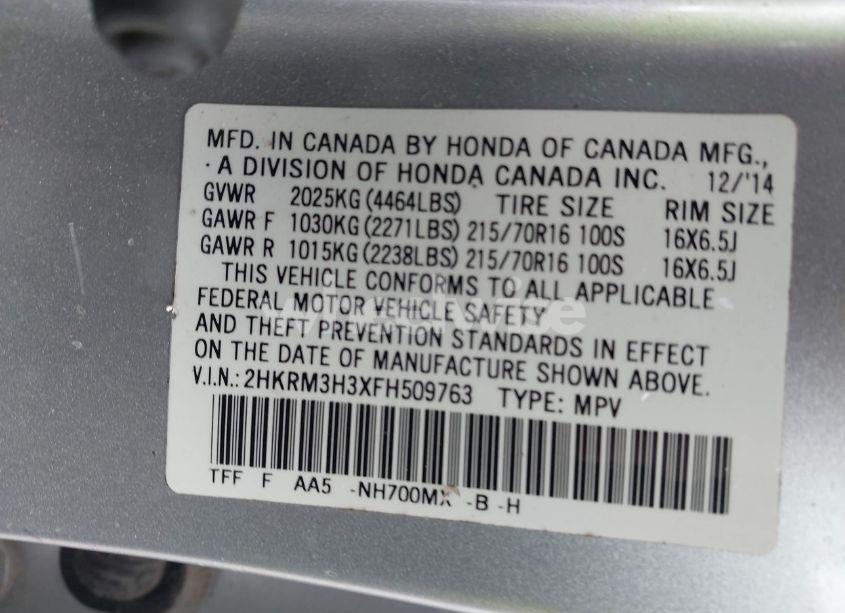 MFD. IN CANADA BY HONDA OF CANADA MFG.,
· A DIVISION OF HONDA CANADA INC. 12/'14
GVWR 2025KG (4464LBS) TIRE SIZE RIM SIZE
GAWR F 1030KG (2271LBS) 215/70R16 100S 16X6.5J
GAWR R 1015KG (2238LBS) 215/70R16 100S 16X6.5J
THIS VEHICLE CONFORMS TO ALL APPLICABLE
FEDERAL MOTOR VEHICLE SAFETY
AND THEFT PREVENTION STANDARDS IN EFFECT
ON THE DATE OF MANUFACTURE SHOWN ABOVE.
V.I.N.: 2HKRM3H3XFH509763 TYPE: MPV
TFF F AA5 -NH700MX -B -H